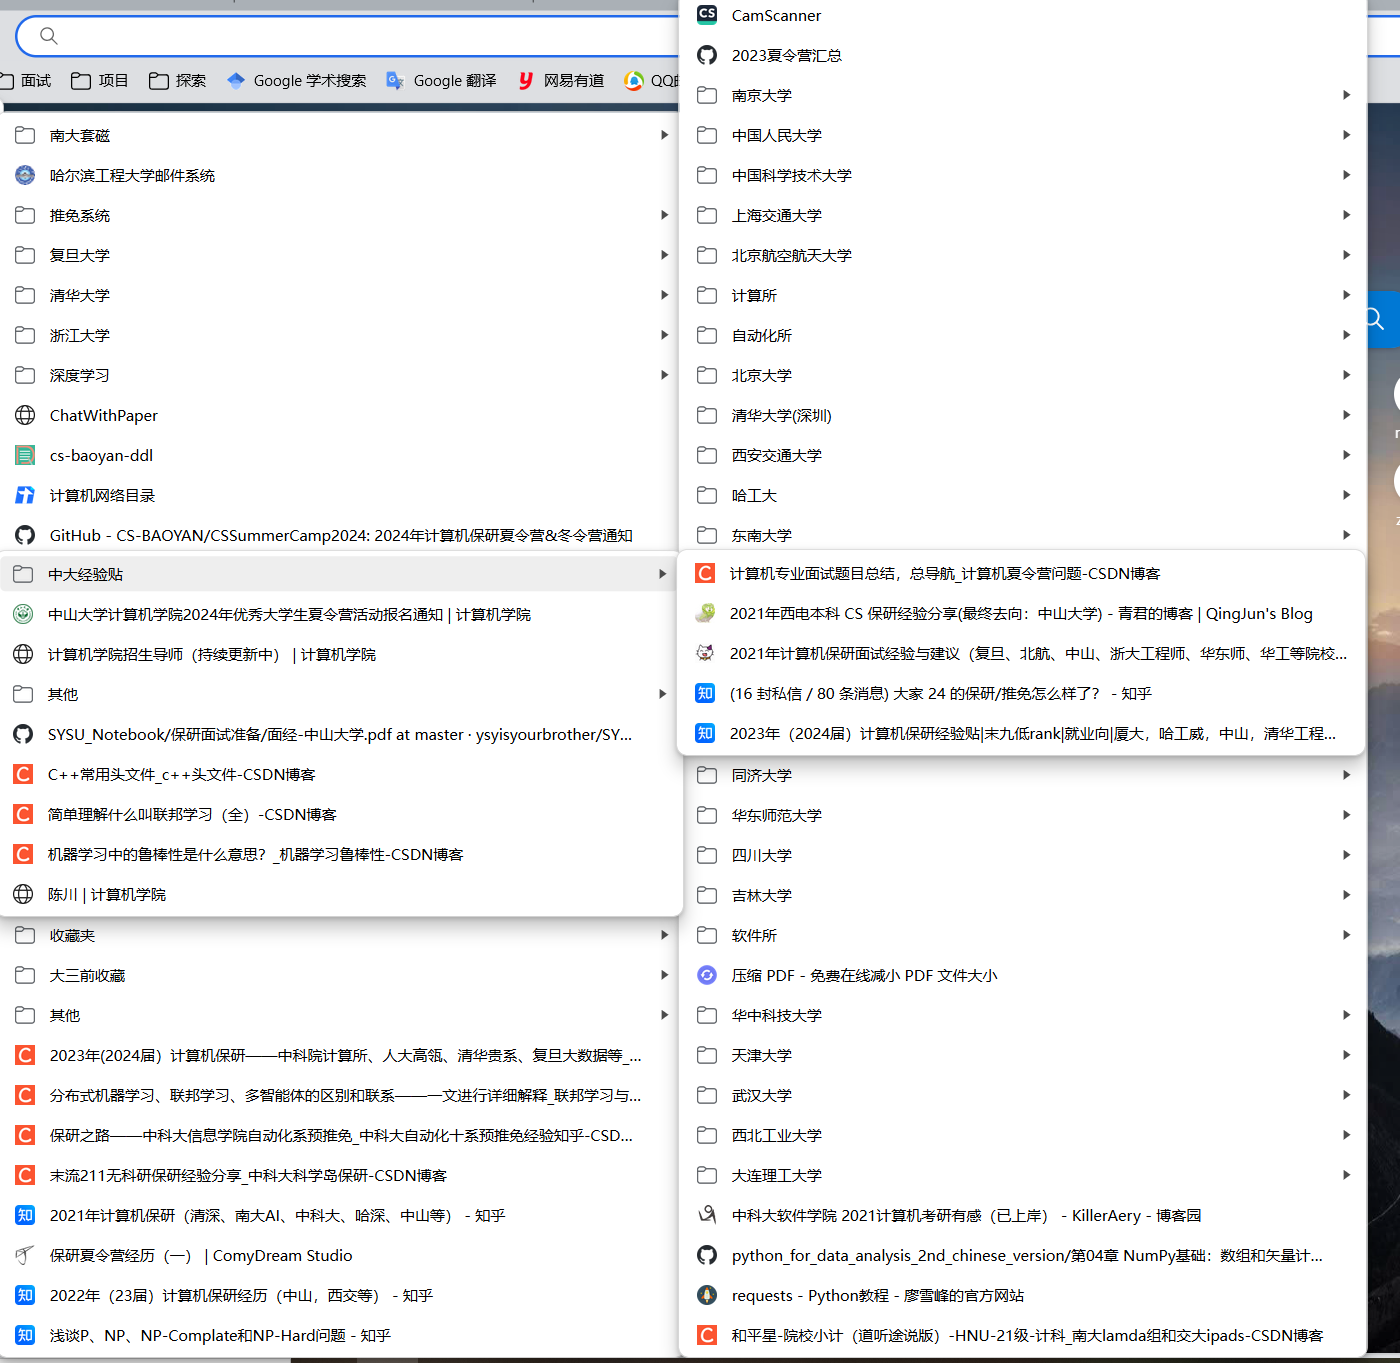 面试 项目 探索 Google 学术搜索 Google 翻译 网易有道
南大套磁
哈尔滨工程大学邮件系统
推免系统
复旦大学
清华大学
浙江大学
深度学习
ChatWithPaper
cs-baoyan-ddl
计算机网络目录
GitHub - CS-BAOYAN/CSSummerCamp2024: 2024年计算机保研夏令营&冬令营通知
中大经验贴
中山大学计算机学院2024年优秀大学生夏令营活动报名通知 | 计算机学院
计算机学院招生导师（持续更新中） | 计算机学院
其他
SYSU_Notebook/保研面试准备/面经-中山大学.pdf at master · ysyisyourbrother/SY...
C++常用头文件_c++头文件-CSDN博客
简单理解什么叫联邦学习（全）-CSDN博客
机器学习中的鲁棒性是什么意思？_机器学习鲁棒性-CSDN博客
陈川 | 计算机学院
收藏夹
大三前收藏
其他
2023年(2024届）计算机保研——中科院计算所、人大高瓴、清华贵系、复旦大数据等_...
分布式机器学习、联邦学习、多智能体的区别和联系——一文进行详细解释_联邦学习与...
保研之路——中科大信息学院自动化系预推免_中科大自动化十系预推免经验知乎-CSD...
末流211无科研保研经验分享_中科大科学岛保研-CSDN博客
2021年计算机保研（清深、南大AI、中科大、哈深、中山等） - 知乎
保研夏令营经历（一） | ComyDream Studio
2022年（23届）计算机保研经历（中山，西交等） - 知乎
浅谈P、NP、NP-Complate和NP-Hard问题 - 知乎
CamScanner
2023夏令营汇总
南京大学
中国人民大学
中国科学技术大学
上海交通大学
北京航空航天大学
计算所
自动化所
北京大学
清华大学(深圳)
西安交通大学
哈工大
东南大学
计算机专业面试题目总结，总导航_计算机夏令营问题-CSDN博客
2021年西电本科 CS 保研经验分享(最终去向：中山大学) - 青君的博客 | QingJun's Blog
2021年计算机保研面试经验与建议（复旦、北航、中山、浙大工程师、华东师、华工等院校...
(16 封私信 / 80 条消息) 大家 24 的保研/推免怎么样了？ - 知乎
2023年（2024届）计算机保研经验贴|末九低rank|就业向|厦大，哈工威，中山，清华工程...
同济大学
华东师范大学
四川大学
吉林大学
软件所
压缩 PDF - 免费在线减小 PDF 文件大小
华中科技大学
天津大学
武汉大学
西北工业大学
大连理工大学
中科大软件学院 2021计算机考研有感（已上岸） - KillerAery - 博客园
python_for_data_analysis_2nd_chinese_version/第04章 NumPy基础：数组和矢量计...
requests - Python教程 - 廖雪峰的官方网站
和平星-院校小计（道听途说版）-HNU-21级-计科_南大lamda组和交大ipads-CSDN博客